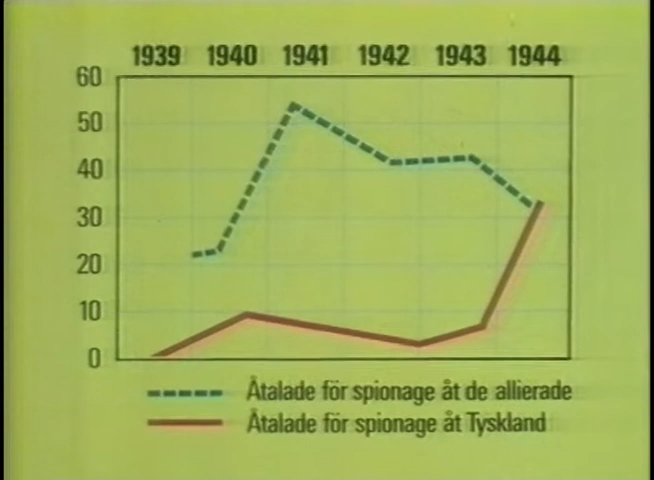 1939 1940 1941 1942 1943 1944
60
50
40
30
20
10
0
Åtalade för spionage åt de allierade
Åtalade för spionage åt Tyskland